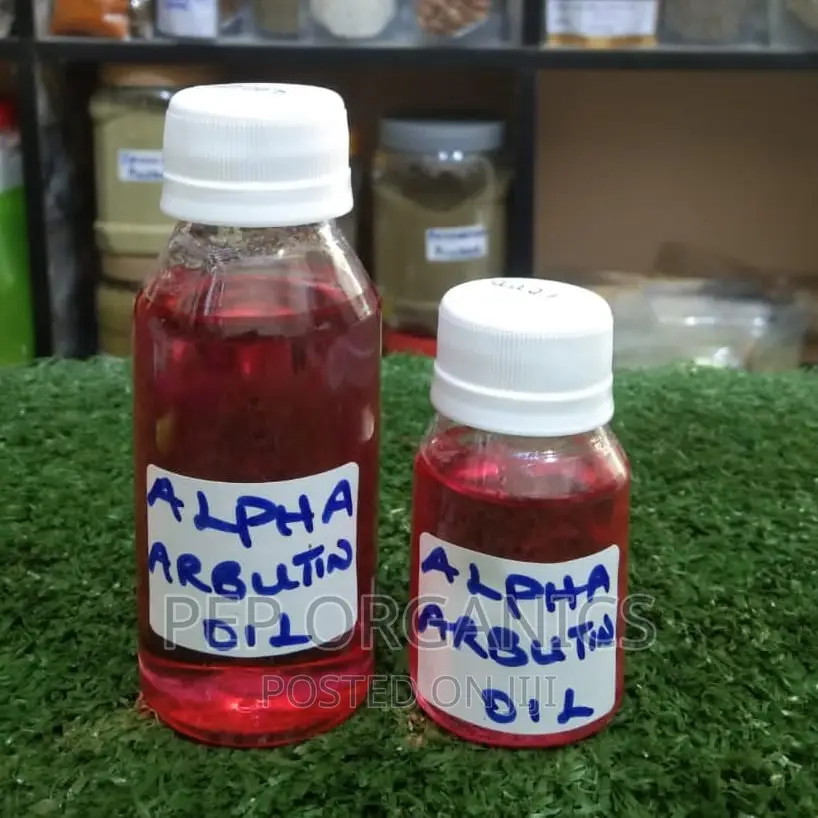 ALPHA
ARBUTIN
OIL
ALPHA
ARBUTIN
OIL
PEP ORGANICS
POSTED ON JIJI